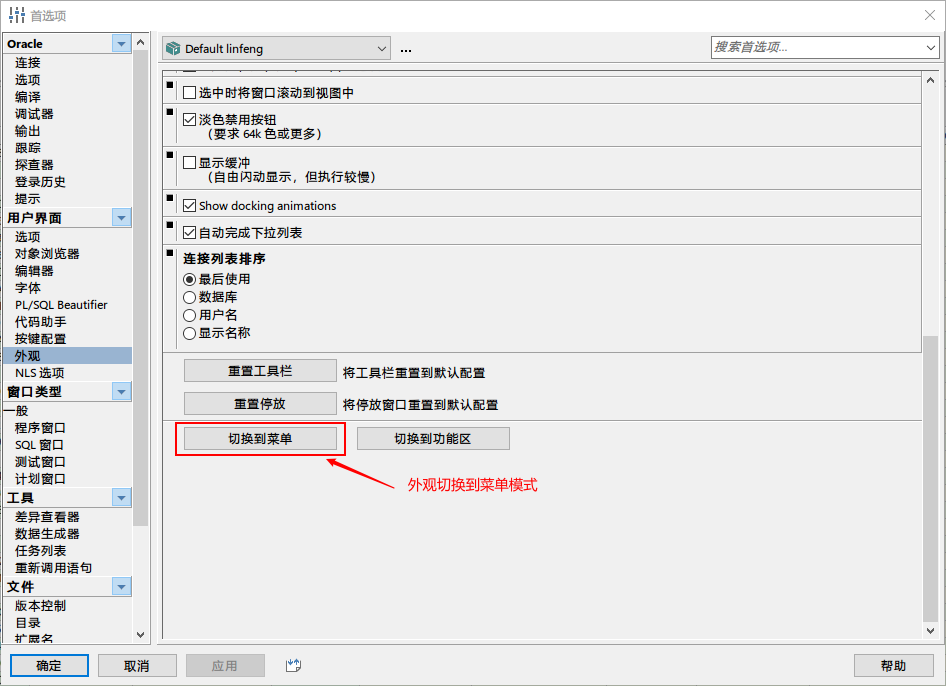 首选项
Oracle
连接
选项
编译
调试器
输出
跟踪
探查器
登录历史
提示
用户界面
选项
对象浏览器
编辑器
字体
PL/SQL Beautifier
代码助手
按键配置
外观
NLS 选项
窗口类型
一般
程序窗口
SQL 窗口
测试窗口
计划窗口
工具
差异查看器
数据生成器
任务列表
重新调用语句
文件
版本控制
目录
扩展名
Default linfeng
...
搜索首选项...
选中时将窗口滚动到视图中
淡色禁用按钮
（要求 64k 色或更多）
显示缓冲
（自由闪动显示，但执行较慢）
Show docking animations
自动完成下拉列表
连接列表排序
最后使用
数据库
用户名
显示名称
重置工具栏 将工具栏重置到默认配置
重置停放 将停放窗口重置到默认配置
切换到菜单 切换到功能区
外观切换到菜单模式
确定 取消 应用 帮助